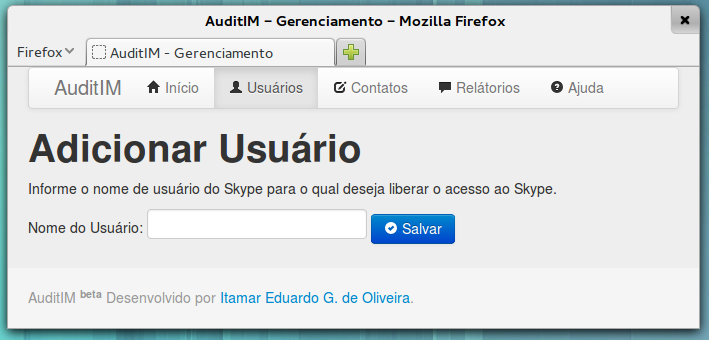 AuditIM – Gerenciamento – Mozilla Firefox
Firefox AuditIM - Gerenciamento
AuditIM Início Usuários Contatos Relátorios Ajuda
Adicionar Usuário
Informe o nome de usuário do Skype para o qual deseja liberar o acesso ao Skype.
Nome do Usuário: Salvar
AuditIM beta Desenvolvido por Itamar Eduardo G. de Oliveira.